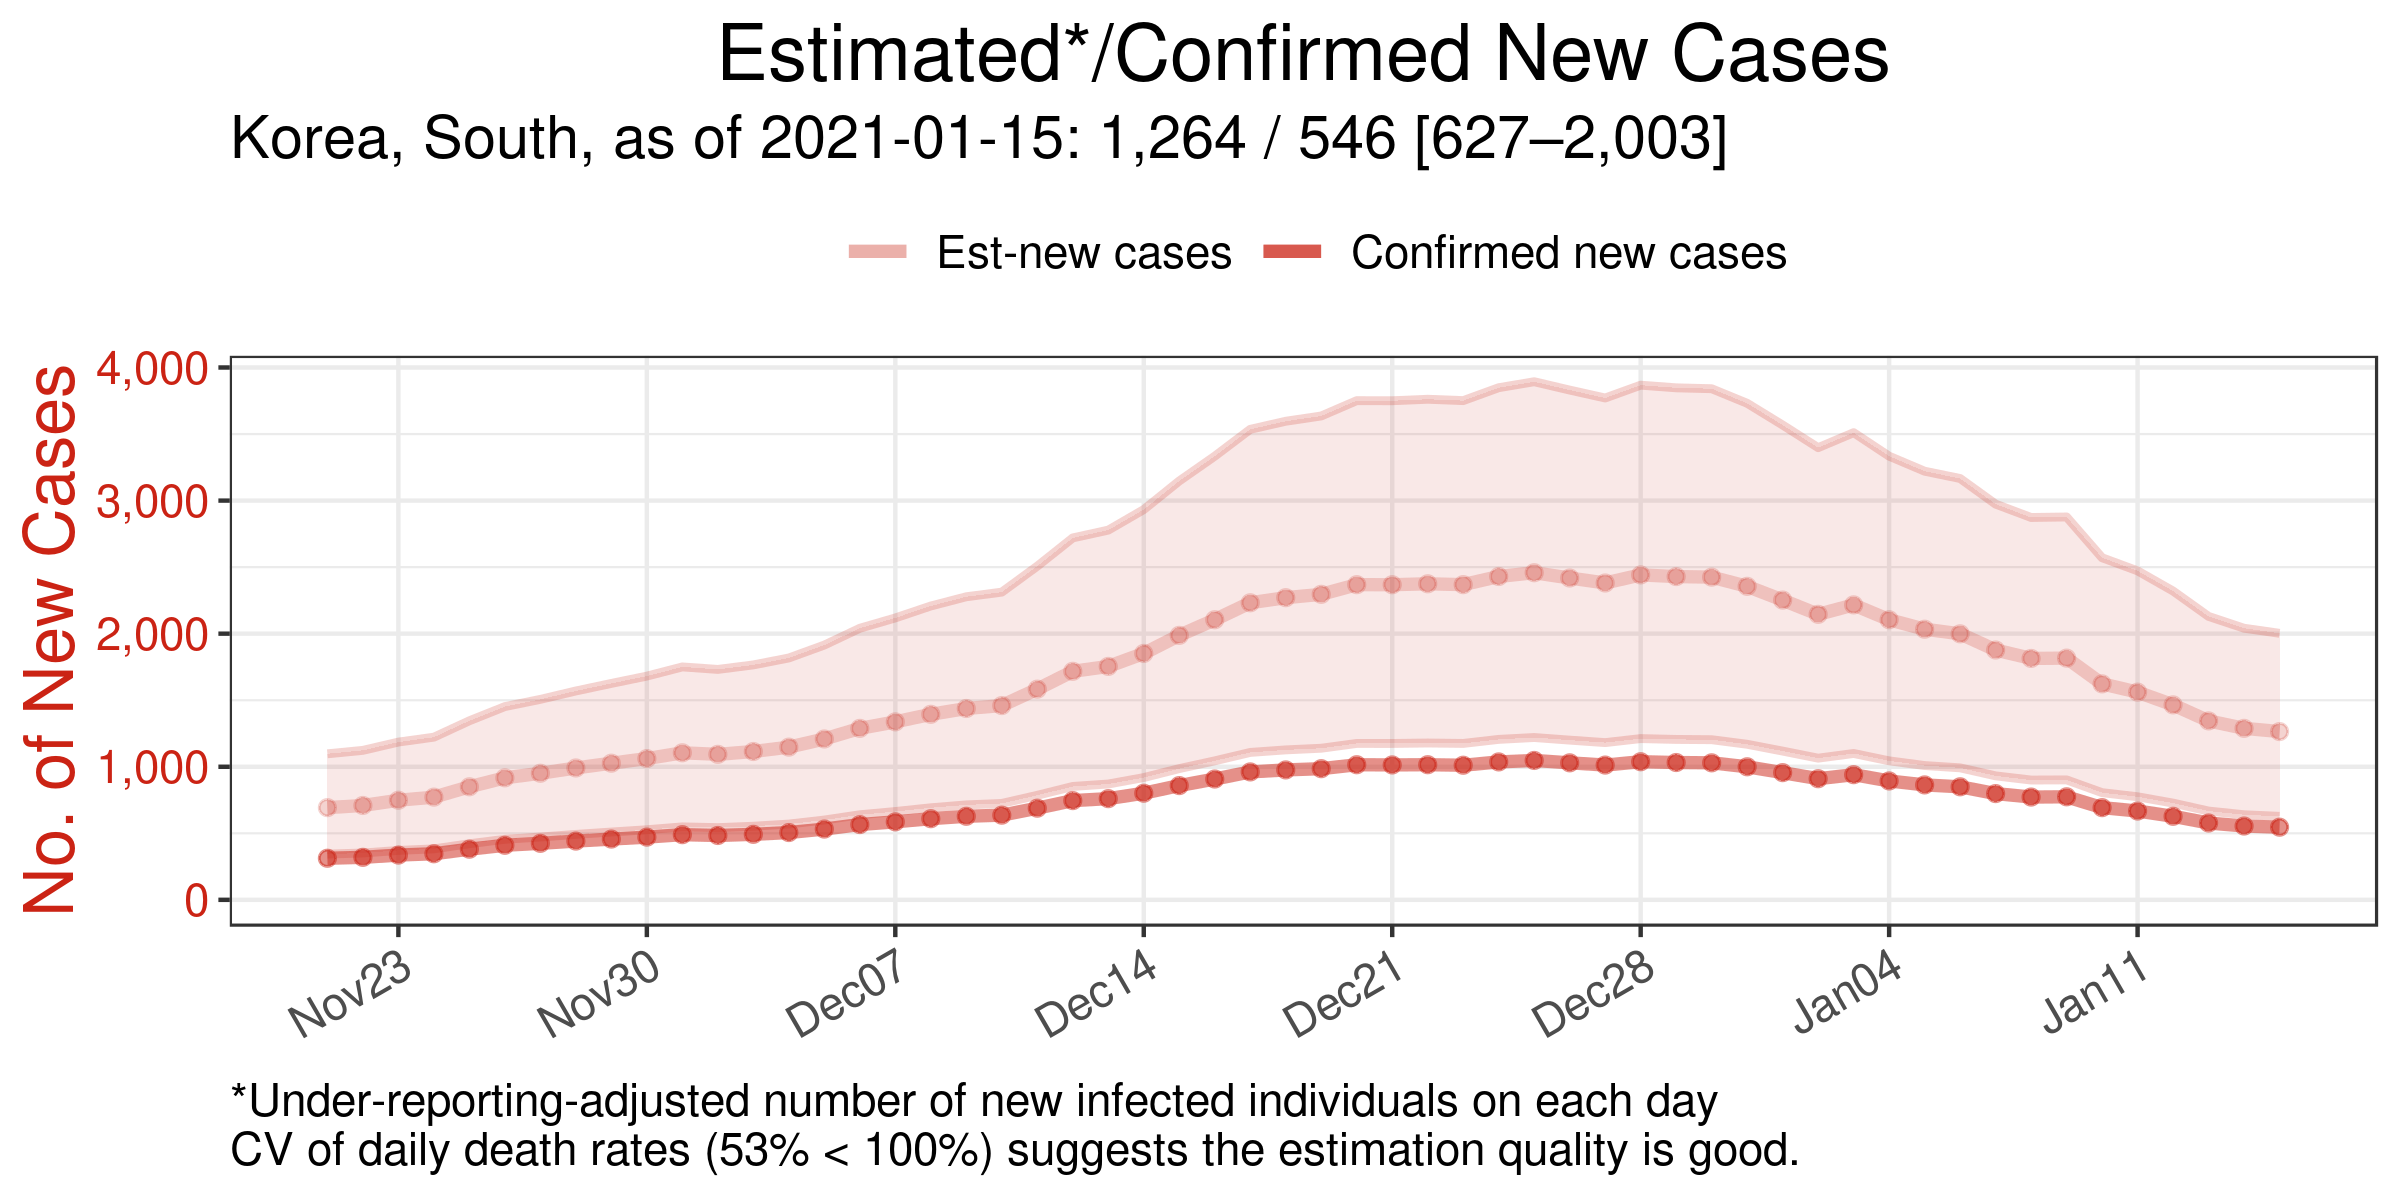 Estimated*/Confirmed New Cases
Korea, South, as of 2021-01-15: 1,264 / 546 [627–2,003]
Est-new cases
Confirmed new cases
No. of New Cases
4,000
3,000
2,000
1,000
0
Nov23
Nov30
Dec07
Dec14
Dec21
Dec28
Jan04
Jan11
*Under-reporting-adjusted number of new infected individuals on each day
CV of daily death rates (53% < 100%) suggests the estimation quality is good.